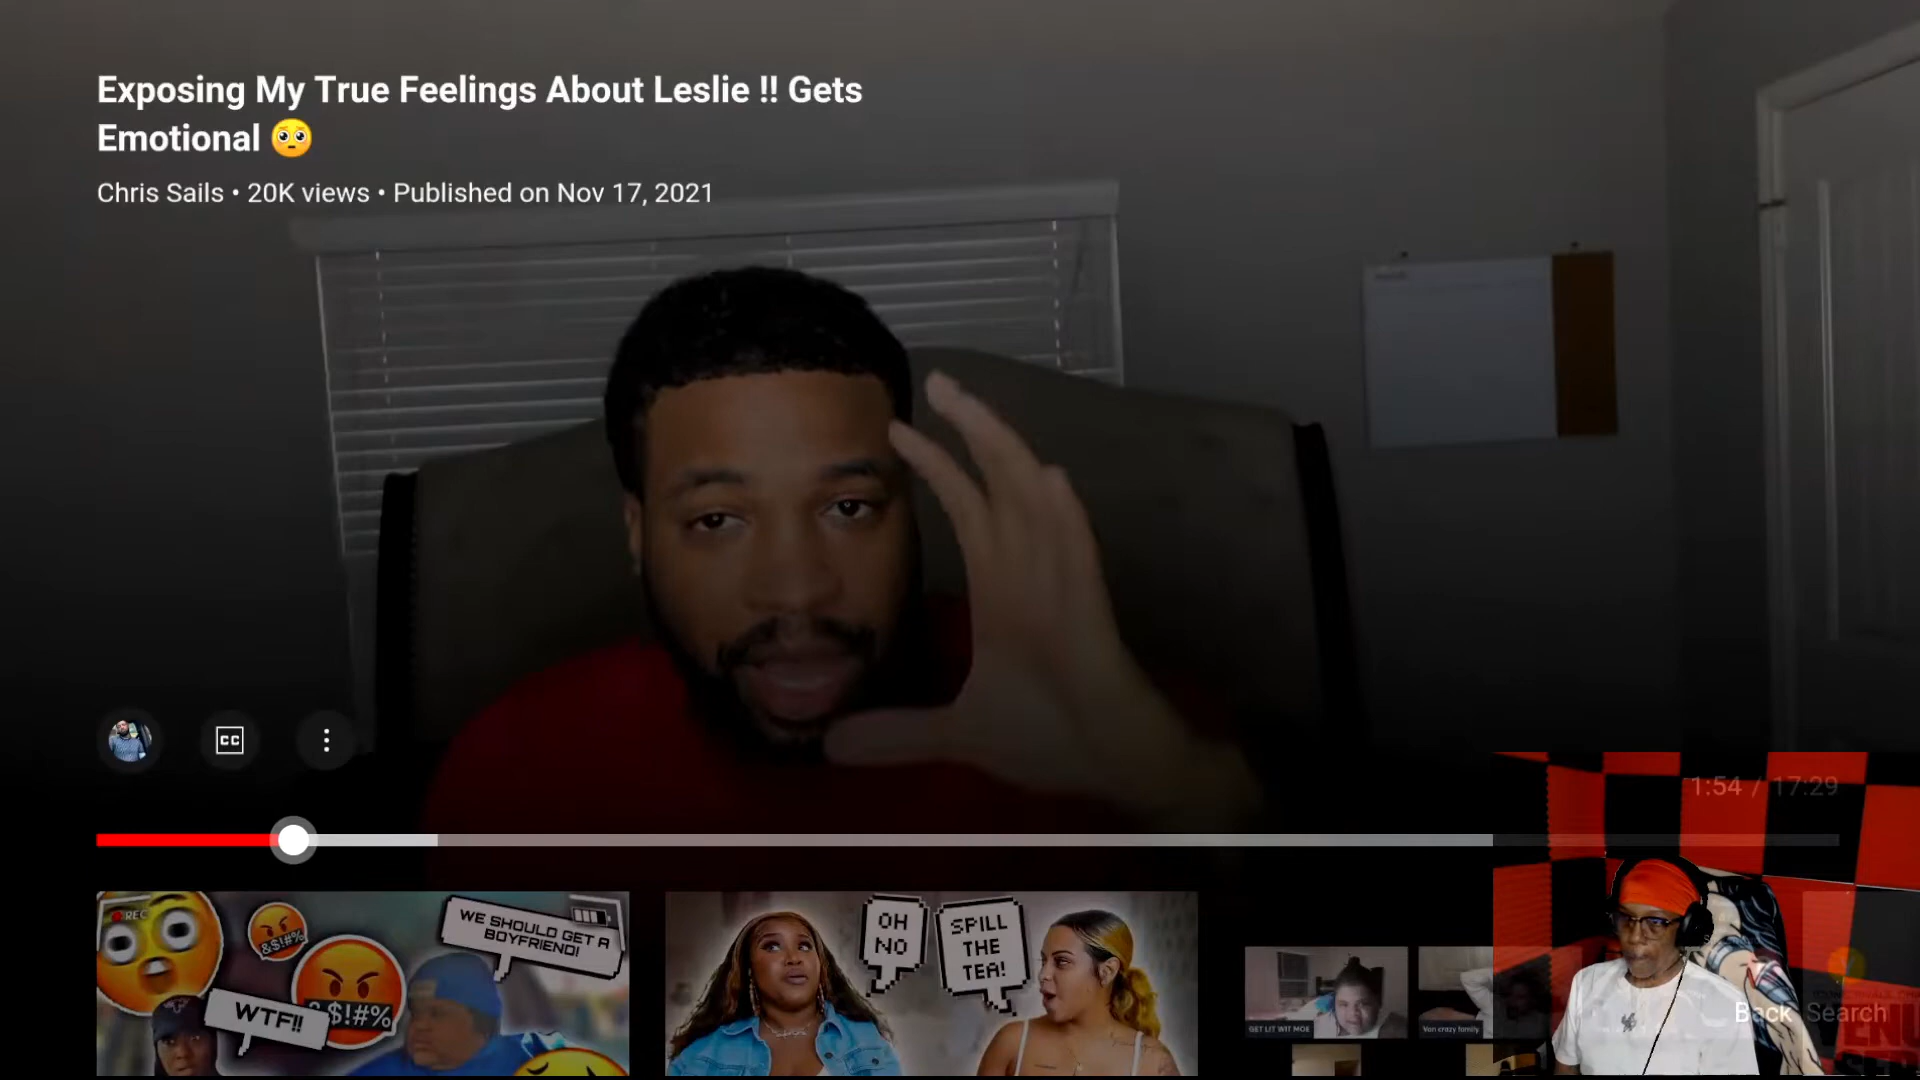 Exposing My True Feelings About Leslie !! Gets
Emotional 🥺
Chris Sails • 20K views • Published on Nov 17, 2021
CC
1:54 / 17:29
REC
&$!#%
WE SHOULD GET A
BOYFRIEND!
WTF!!
&$!#%
OH
NO
SPILL
THE
TEA!
GET LIT WIT MOE
Von crazy family
Back Search